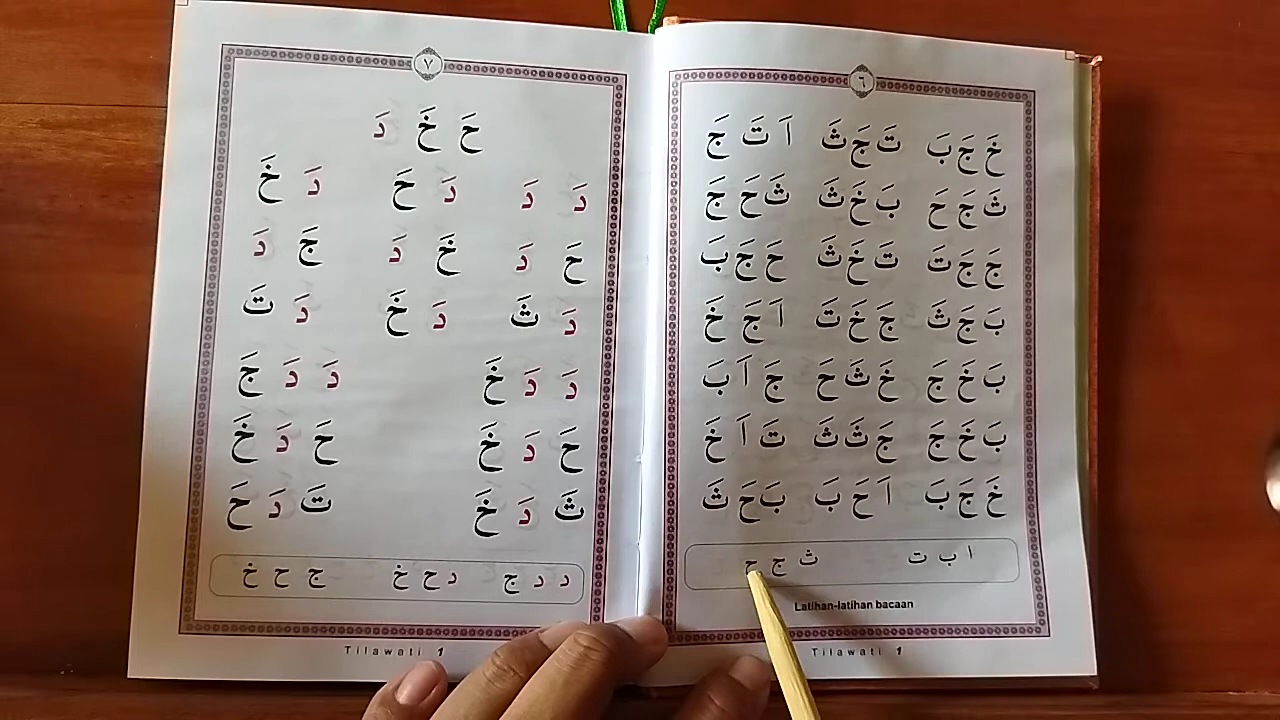 ٦
خَ جَ بَ تَ جَ ثَ اَ تَ جَ
ثَ جَ حَ بَ خَ ثَ ثَ حَ جَ
جَ جَ تَ تَ خَ ثَ حَ جَ بَ
بَ جَ ثَ جَ خَ تَ اَ جَ خَ
بَ خَ جَ خَ ثَ حَ جَ اَ بَ
بَ خَ جَ جَ ثَ ثَ تَ اَ خَ
خَ جَ بَ اَ حَ بَ بَ حَ ثَ
ا ب ت ث ج ح
Latihan-latihan bacaan
Tilawati 1
٧
حَ خَ دَ
دَ دَ دَ حَ دَ خَ
حَ دَ خَ دَ جَ دَ
دَ ثَ دَ خَ دَ تَ
دَ دَ خَ دَ دَ جَ
حَ دَ خَ حَ دَ خَ
ثَ دَ خَ تَ دَ حَ
د د ج د ح خ ج ح خ
Tilawati 1